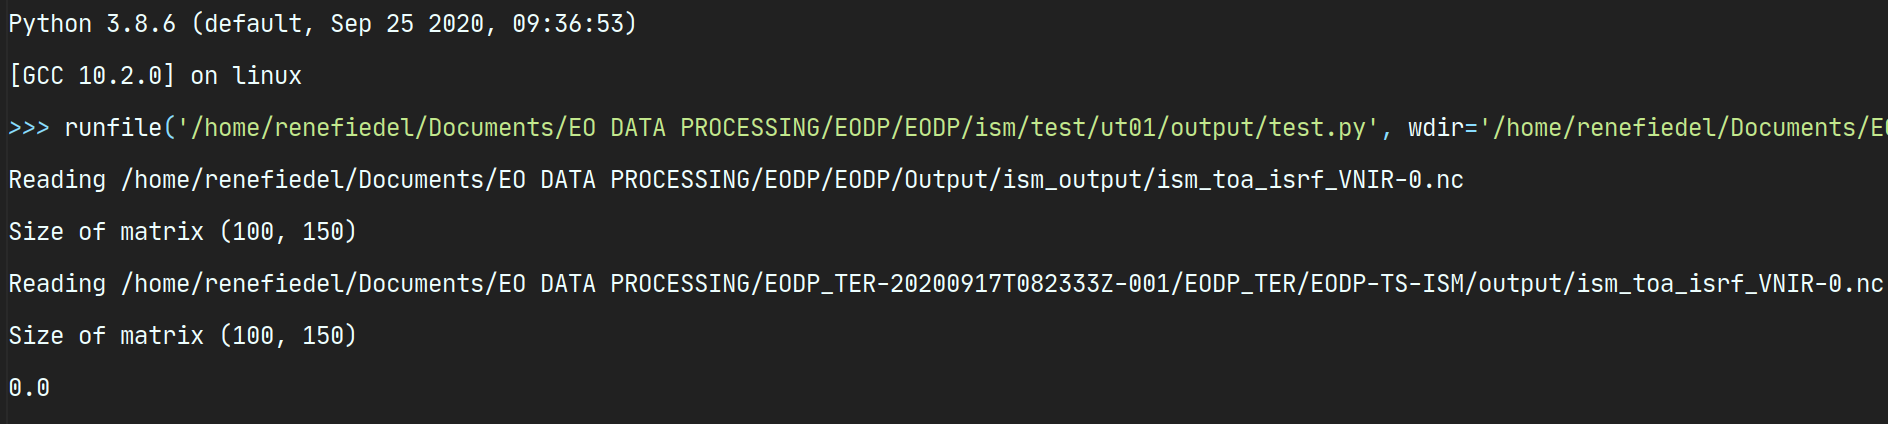 Python 3.8.6 (default, Sep 25 2020, 09:36:53)
[GCC 10.2.0] on linux
>>> runfile('/home/renefiedel/Documents/EO DATA PROCESSING/EODP/EODP/ism/test/ut01/output/test.py', wdir='/home/renefiedel/Documents/EO
Reading /home/renefiedel/Documents/EO DATA PROCESSING/EODP/EODP/Output/ism_output/ism_toa_isrf_VNIR-0.nc
Size of matrix (100, 150)
Reading /home/renefiedel/Documents/EO DATA PROCESSING/EODP_TER-20200917T082333Z-001/EODP_TER/EODP-TS-ISM/output/ism_toa_isrf_VNIR-0.nc
Size of matrix (100, 150)
0.0